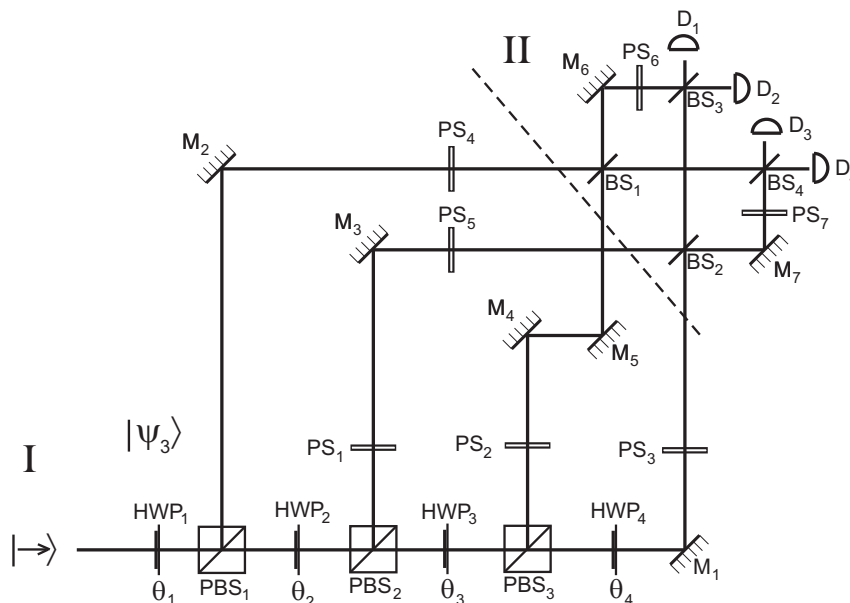 D1
II
PS6
M6
D2
BS3
D3
M2
PS4
BS1
BS4
D
M3
PS5
PS7
BS2
M7
M4
M5
|ψ3⟩
I
PS1
PS2
PS3
HWP1
HWP2
HWP3
HWP4
|→⟩
PBS1
PBS2
PBS3
M1
θ1
θ2
θ3
θ4